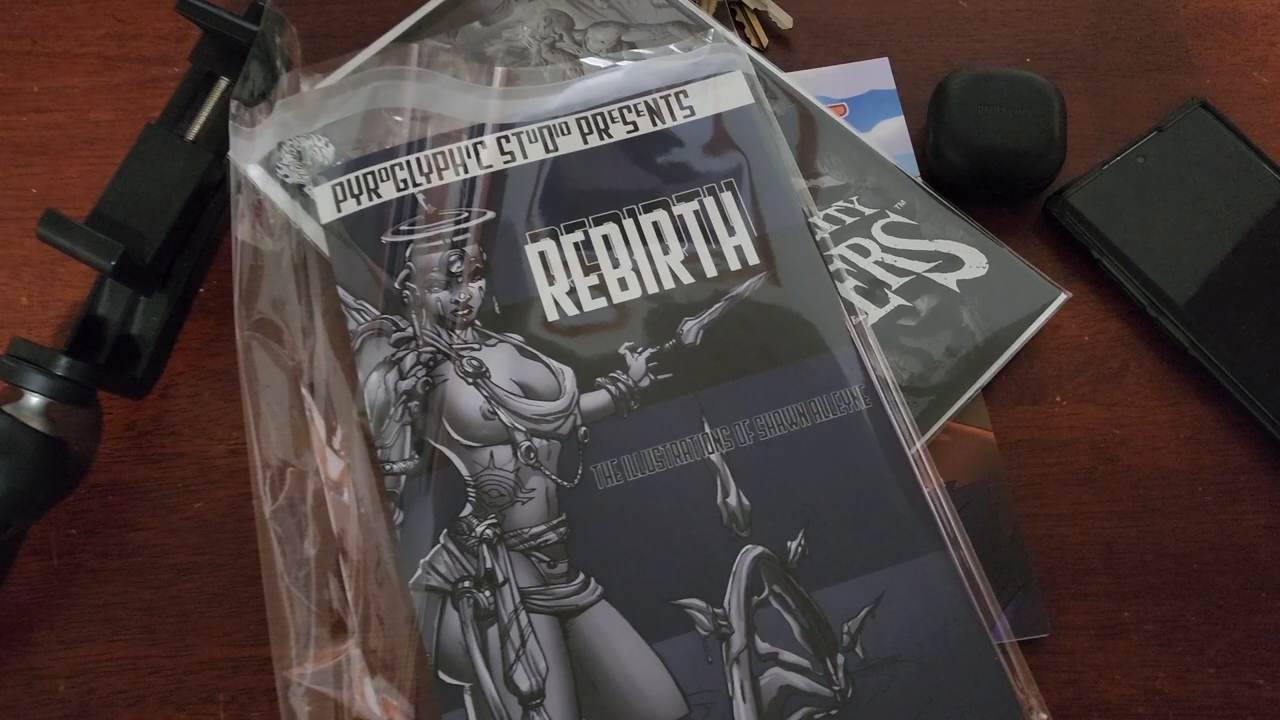 PYROGLYPHIC STUDIO PRESENTS
REBIRTH
THE ILLUSTRATIONS OF SHAWN ALLEYNE